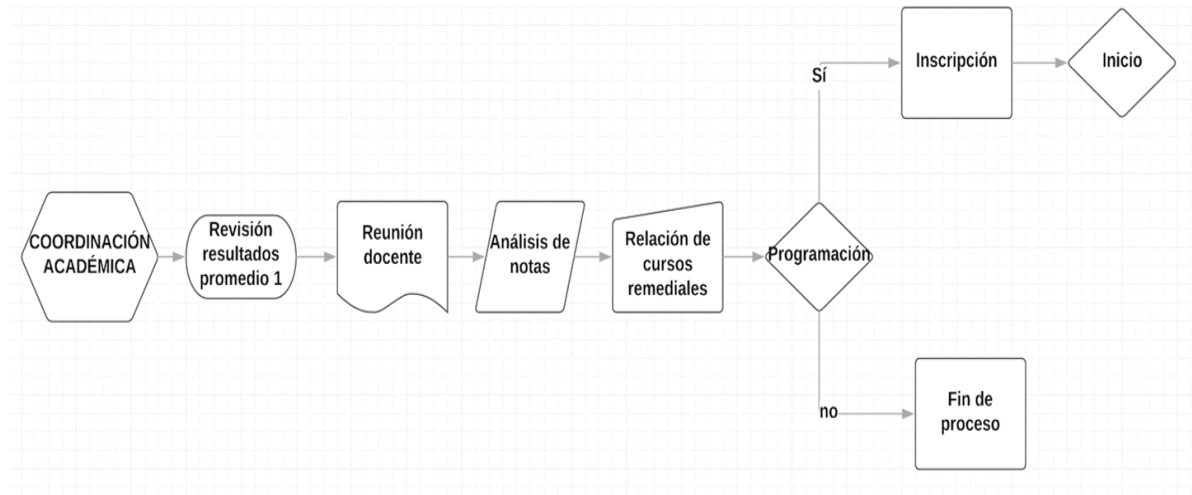 Sí
Inscripción
Inicio
COORDINACIÓN
ACADÉMICA
Revisión
resultados
promedio 1
Reunión
docente
Análisis de
notas
Relación de
cursos
remediales
Programación
no
Fin de
proceso